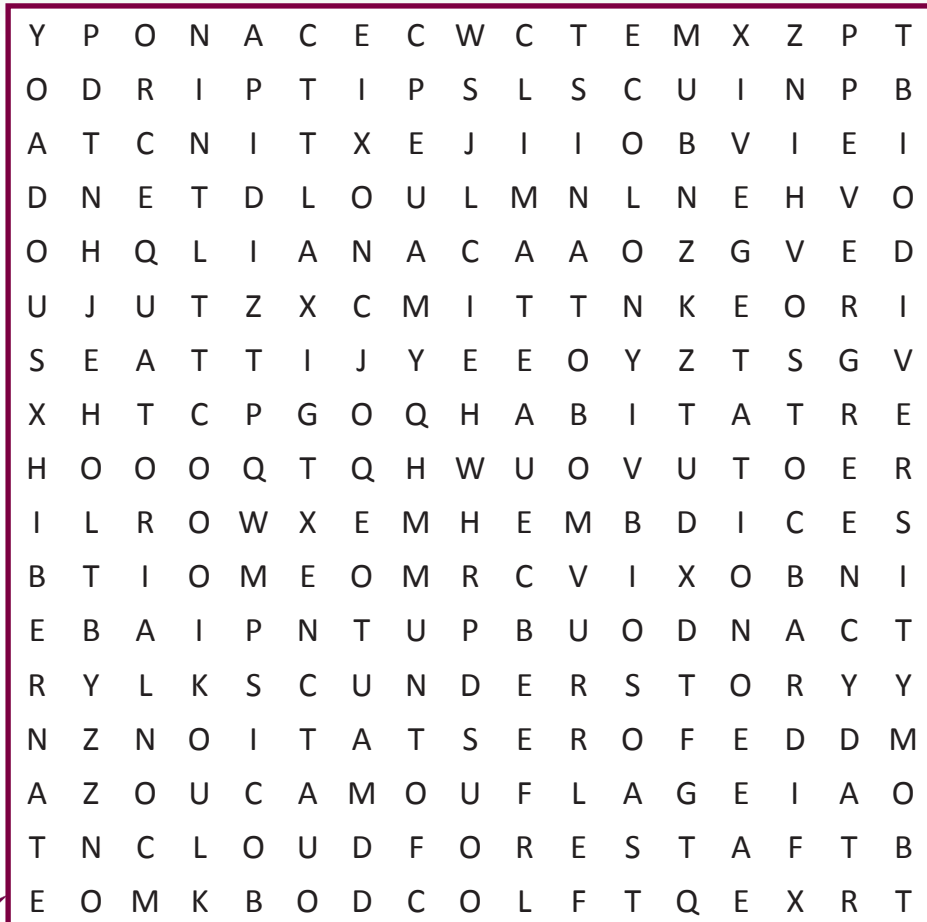 Y P O N A C E C W C T E M X Z P T
O D R I P T I P S L S C U I N P B
A T C N I T X E J I I O B V I E I
D N E T D L O U L M N L N E H V O
O H Q L I A N A C A A O Z G V E D
U J U T Z X C M I T T N K E O R I
S E A T T I J Y E E O Y Z T S G V
X H T C P G O Q H A B I T A T R E
H O O O Q T Q H W U O V U T O E R
I L R O W X E M H E M B D I C E S
B T I O M E O M R C V I X O B N I
E B A I P N T U P B U O D N A C T
R Y L K S C U N D E R S T O R Y Y
N Z N O I T A T S E R O F E D D M
A Z O U C A M O U F L A G E I A O
T N C L O U D F O R E S T A F T B
E O M K B O D C O L F T Q E X R T